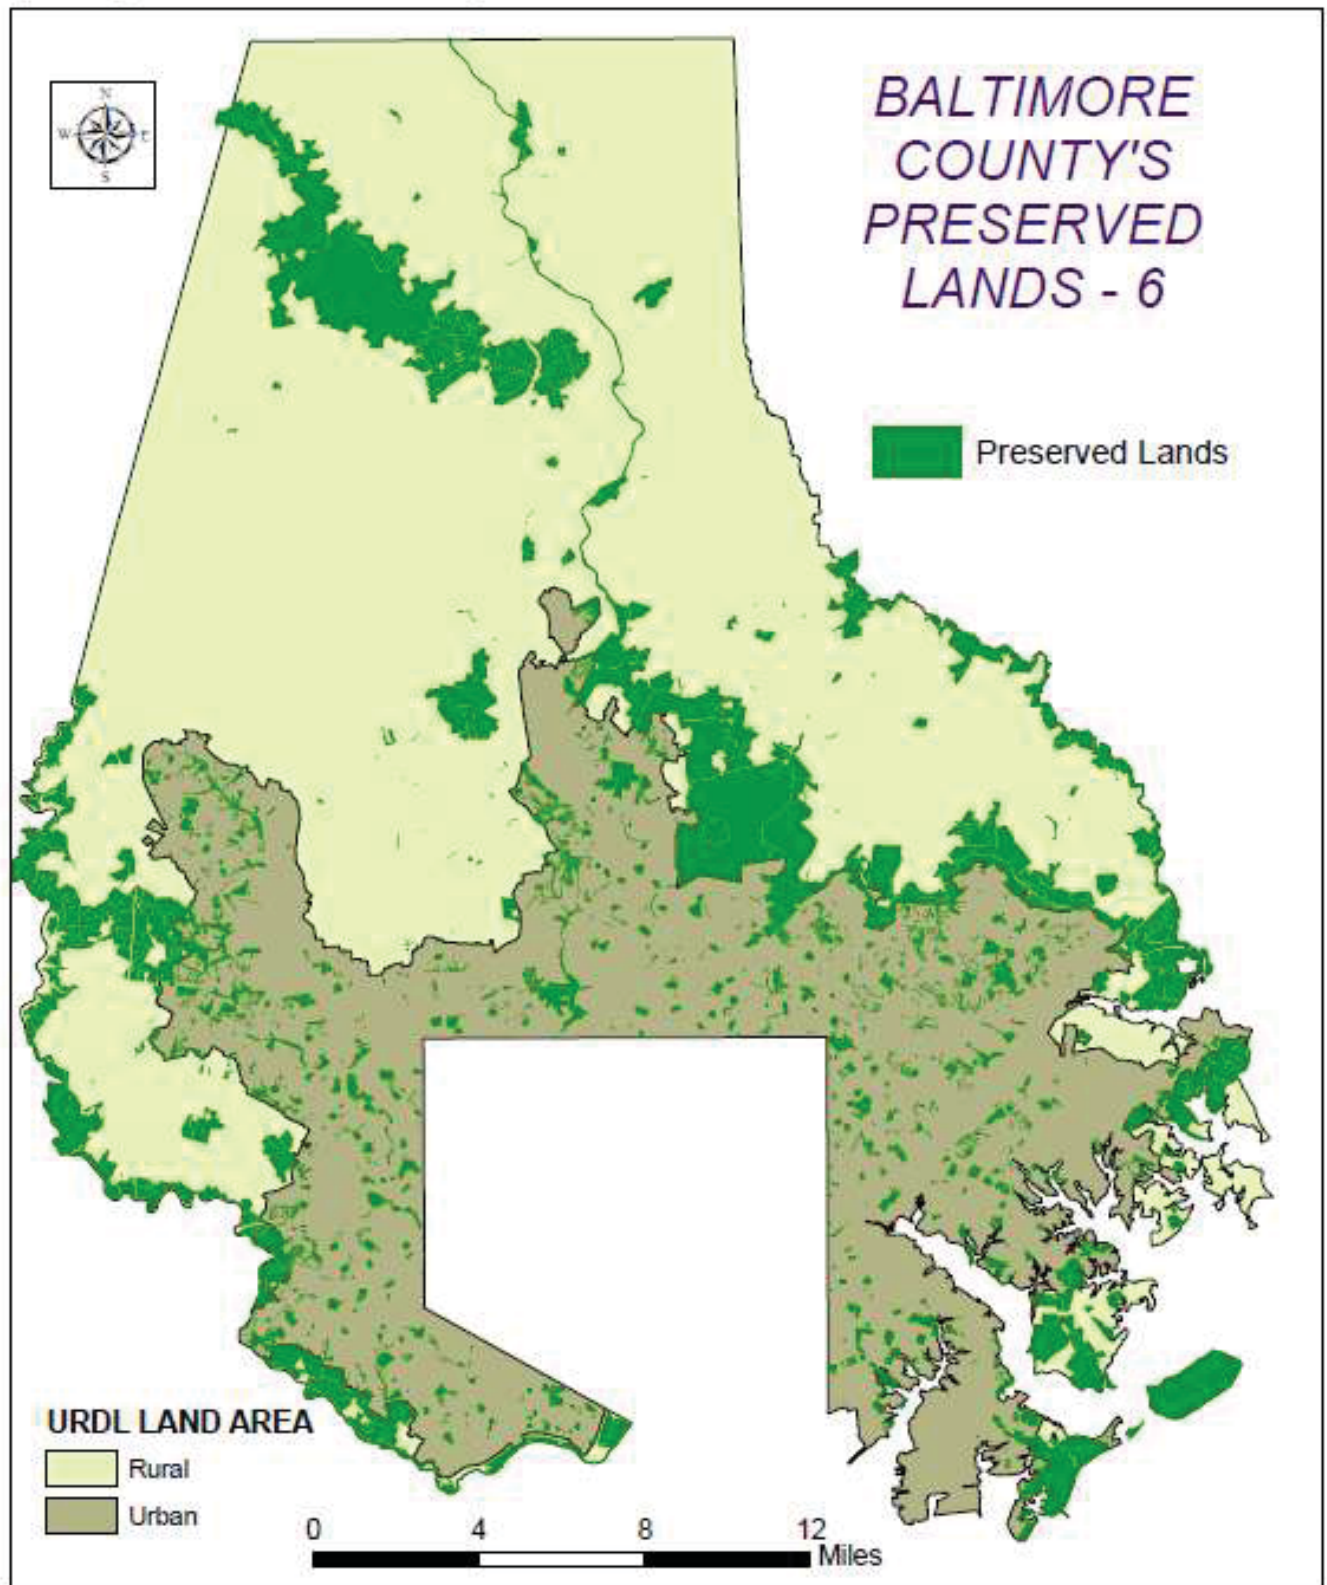 N
W E
S
BALTIMORE
COUNTY'S
PRESERVED
LANDS - 6
Preserved Lands
URDL LAND AREA
Rural
Urban
0 4 8 12
Miles